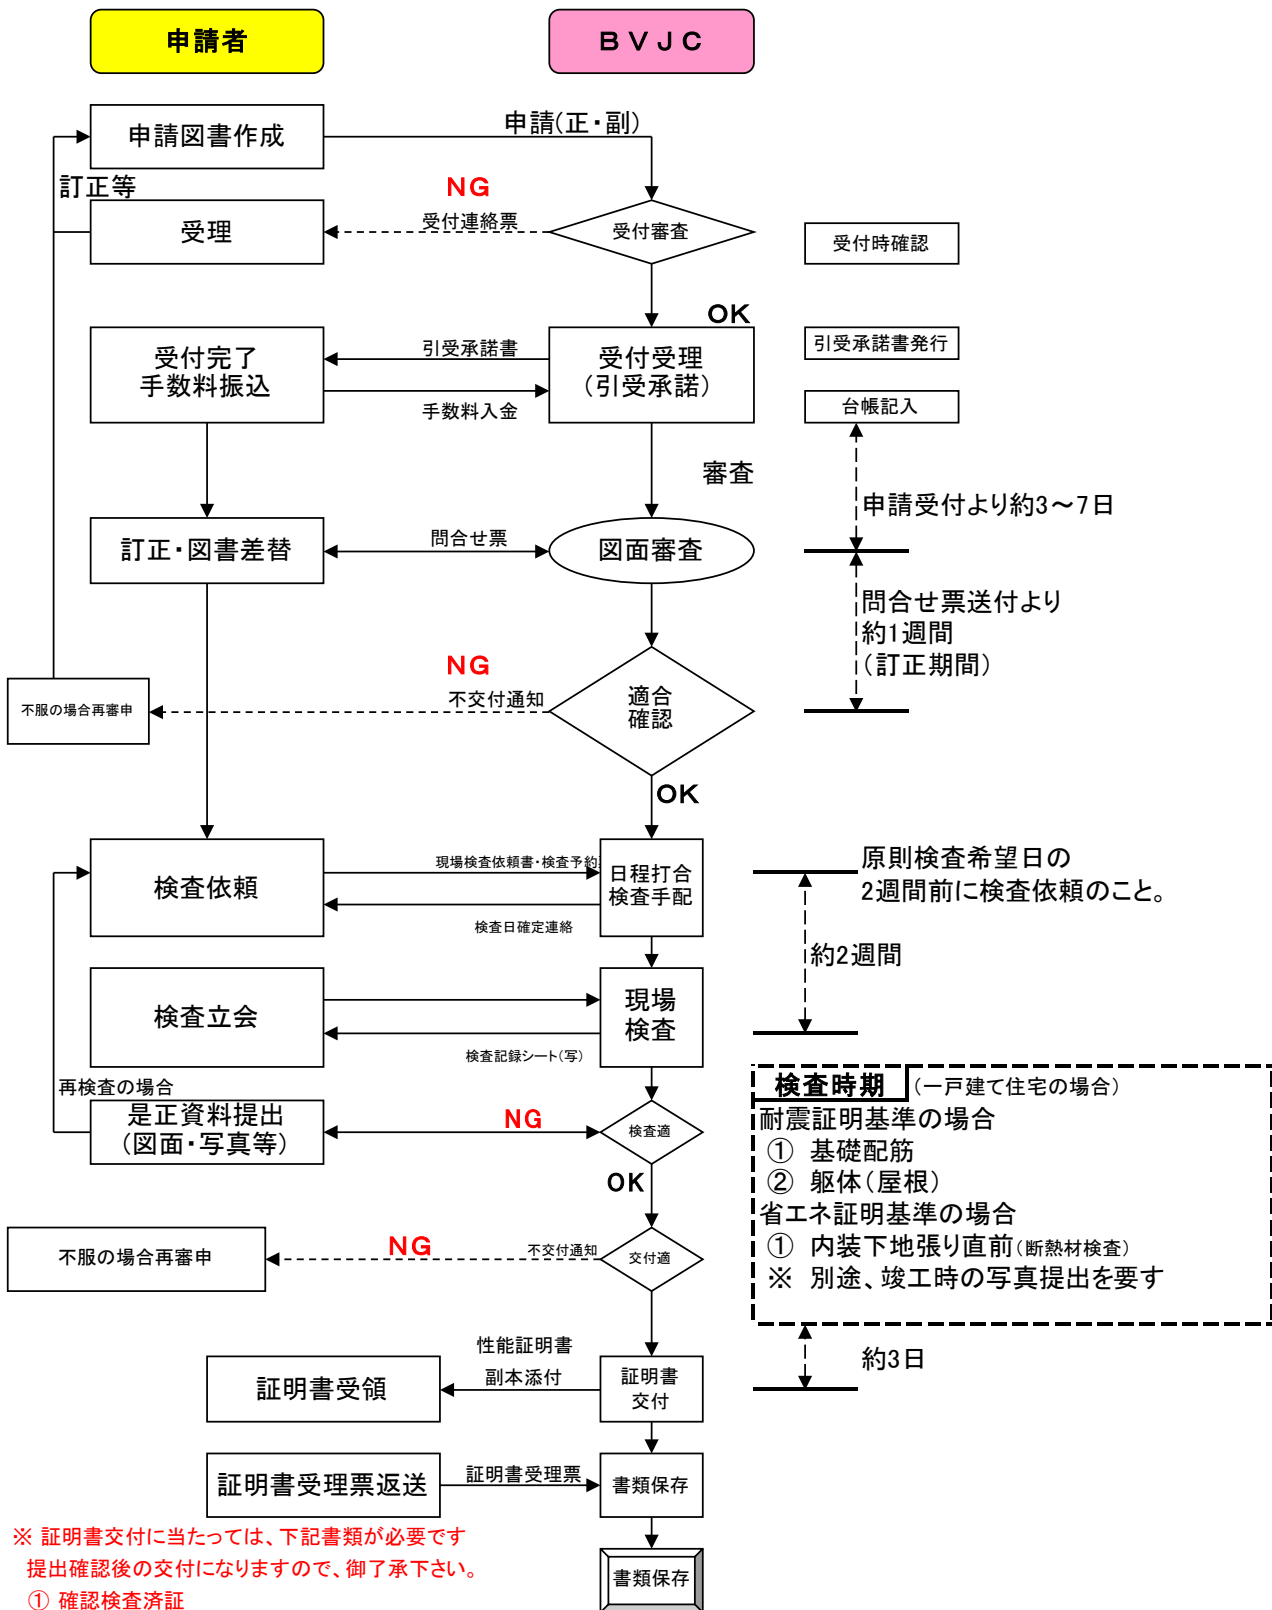 申請者
ＢＶＪＣ
申請図書作成
申請(正・副)
訂正等
NG
受理
受付連絡票
受付審査
受付時確認
OK
受付完了
手数料振込
引受承諾書
手数料入金
受付受理
(引受承諾)
引受承諾書発行
台帳記入
審査
申請受付より約3～7日
訂正・図書差替
問合せ票
図面審査
問合せ票送付より
約1週間
(訂正期間)
NG
不服の場合再審申
不交付通知
適合
確認
OK
検査依頼
現場検査依頼書・検査予約
日程打合
検査手配
検査日確定連絡
原則検査希望日の
2週間前に検査依頼のこと。
約2週間
検査立会
現場
検査
検査記録シート(写)
再検査の場合
是正資料提出
(図面・写真等)
NG
検査適
OK
検査時期 (一戸建て住宅の場合)
耐震証明基準の場合
① 基礎配筋
② 躯体(屋根)
省エネ証明基準の場合
① 内装下地張り直前(断熱材検査)
※ 別途、竣工時の写真提出を要す
不服の場合再審申
NG
不交付通知
交付適
性能証明書
副本添付
証明書受領
証明書
交付
約3日
証明書受理票返送
証明書受理票
書類保存
※ 証明書交付に当たっては、下記書類が必要です
提出確認後の交付になりますので、御了承下さい。
① 確認検査済証
書類保存